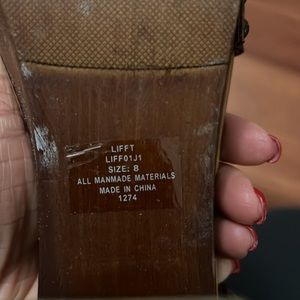 LIFFT
LIFF01J1
SIZE: 8
ALL MANMADE MATERIALS
MADE IN CHINA
1274